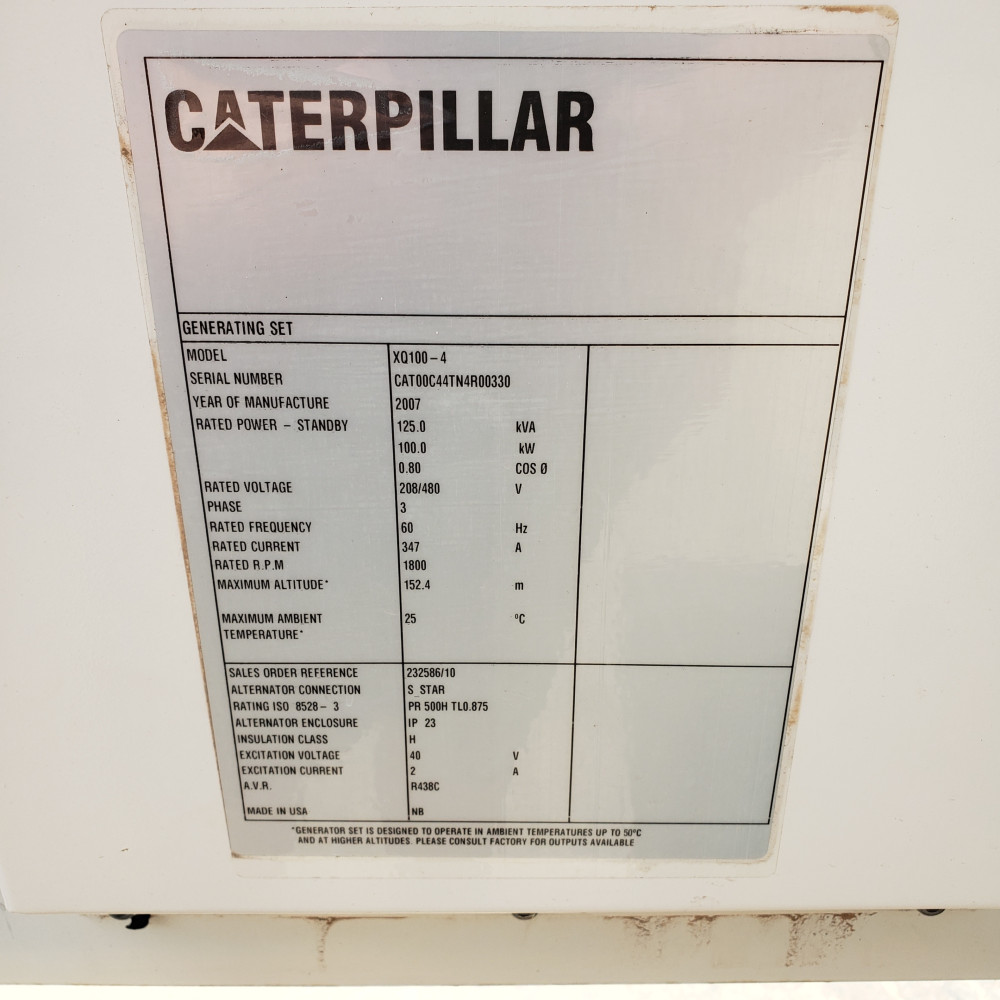 CATERPILLAR
GENERATING SET
MODEL XQ100-4
SERIAL NUMBER CAT00C44TN4R00330
YEAR OF MANUFACTURE 2007
RATED POWER - STANDBY 125.0 kVA
100.0 kW
0.80 COS Ø
RATED VOLTAGE 208/480 V
PHASE 3
RATED FREQUENCY 60 Hz
RATED CURRENT 347 A
RATED R.P.M 1800
MAXIMUM ALTITUDE* 152.4 m
MAXIMUM AMBIENT 25 °C
TEMPERATURE*
SALES ORDER REFERENCE 232586/10
ALTERNATOR CONNECTION S_STAR
RATING ISO 8528- 3 PR 500H TL0.875
ALTERNATOR ENCLOSURE IP 23
INSULATION CLASS H
EXCITATION VOLTAGE 40 V
EXCITATION CURRENT 2 A
A.V.R. R438C
MADE IN USA NB
*GENERATOR SET IS DESIGNED TO OPERATE IN AMBIENT TEMPERATURES UP TO 50°C
AND AT HIGHER ALTITUDES. PLEASE CONSULT FACTORY FOR OUTPUTS AVAILABLE